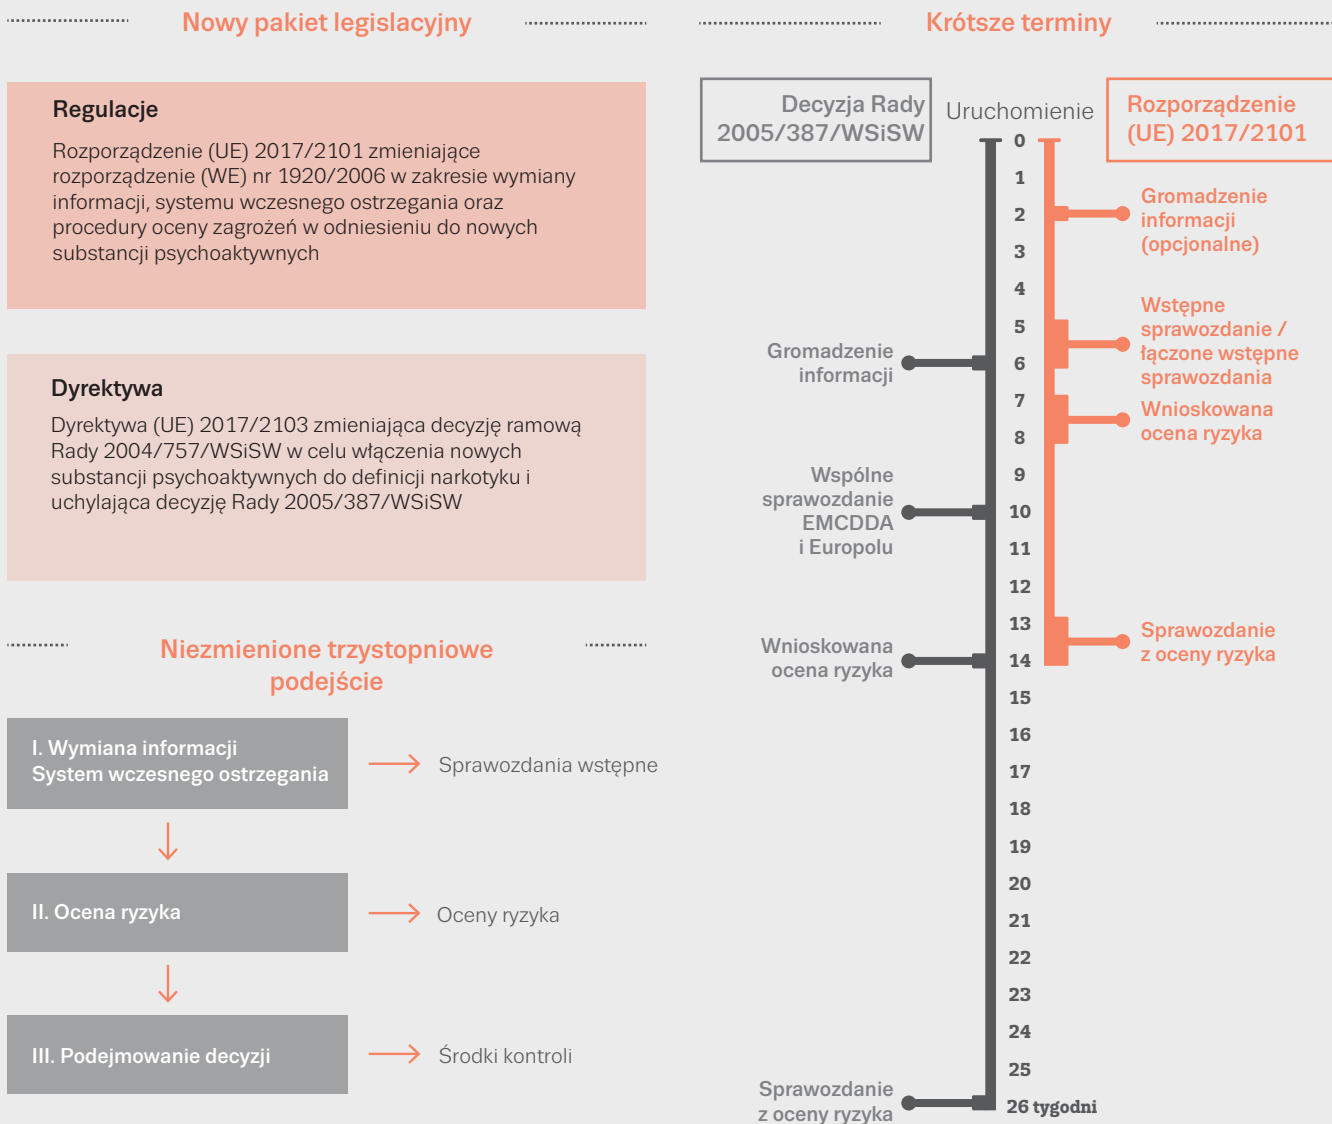 Nowy pakiet legislacyjny
Regulacje
Rozporządzenie (UE) 2017/2101 zmieniające
rozporządzenie (WE) nr 1920/2006 w zakresie wymiany
informacji, systemu wczesnego ostrzegania oraz
procedury oceny zagrożeń w odniesieniu do nowych
substancji psychoaktywnych
Dyrektywa
Dyrektywa (UE) 2017/2103 zmieniająca decyzję ramową
Rady 2004/757/WSiSW w celu włączenia nowych
substancji psychoaktywnych do definicji narkotyku i
uchylająca decyzję Rady 2005/387/WSiSW
Niezmienione trzystopniowe
podejście
I. Wymiana informacji
System wczesnego ostrzegania
Sprawozdania wstępne
II. Ocena ryzyka
Oceny ryzyka
III. Podejmowanie decyzji
Środki kontroli
Krótsze terminy
Decyzja Rady
2005/387/WSiSW
Uruchomienie
Rozporządzenie
(UE) 2017/2101
0
1
2
3
4
5
6
7
8
9
10
11
12
13
14
15
16
17
18
19
20
21
22
23
24
25
26 tygodni
Gromadzenie
informacji
Wspólne
sprawozdanie
EMCDDA
i Europolu
Wnioskowana
ocena ryzyka
Sprawozdanie
z oceny ryzyka
Gromadzenie
informacji
(opcjonalne)
Wstępne
sprawozdanie /
łączone wstępne
sprawozdania
Wnioskowana
ocena ryzyka
Sprawozdanie
z oceny ryzyka